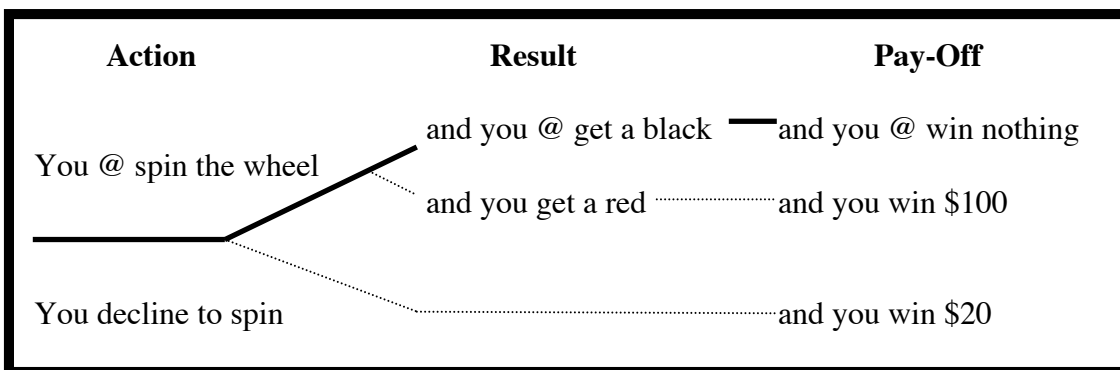 Action Result Pay-Off
and you @ get a black and you @ win nothing
You @ spin the wheel
and you get a red and you win $100
You decline to spin and you win $20